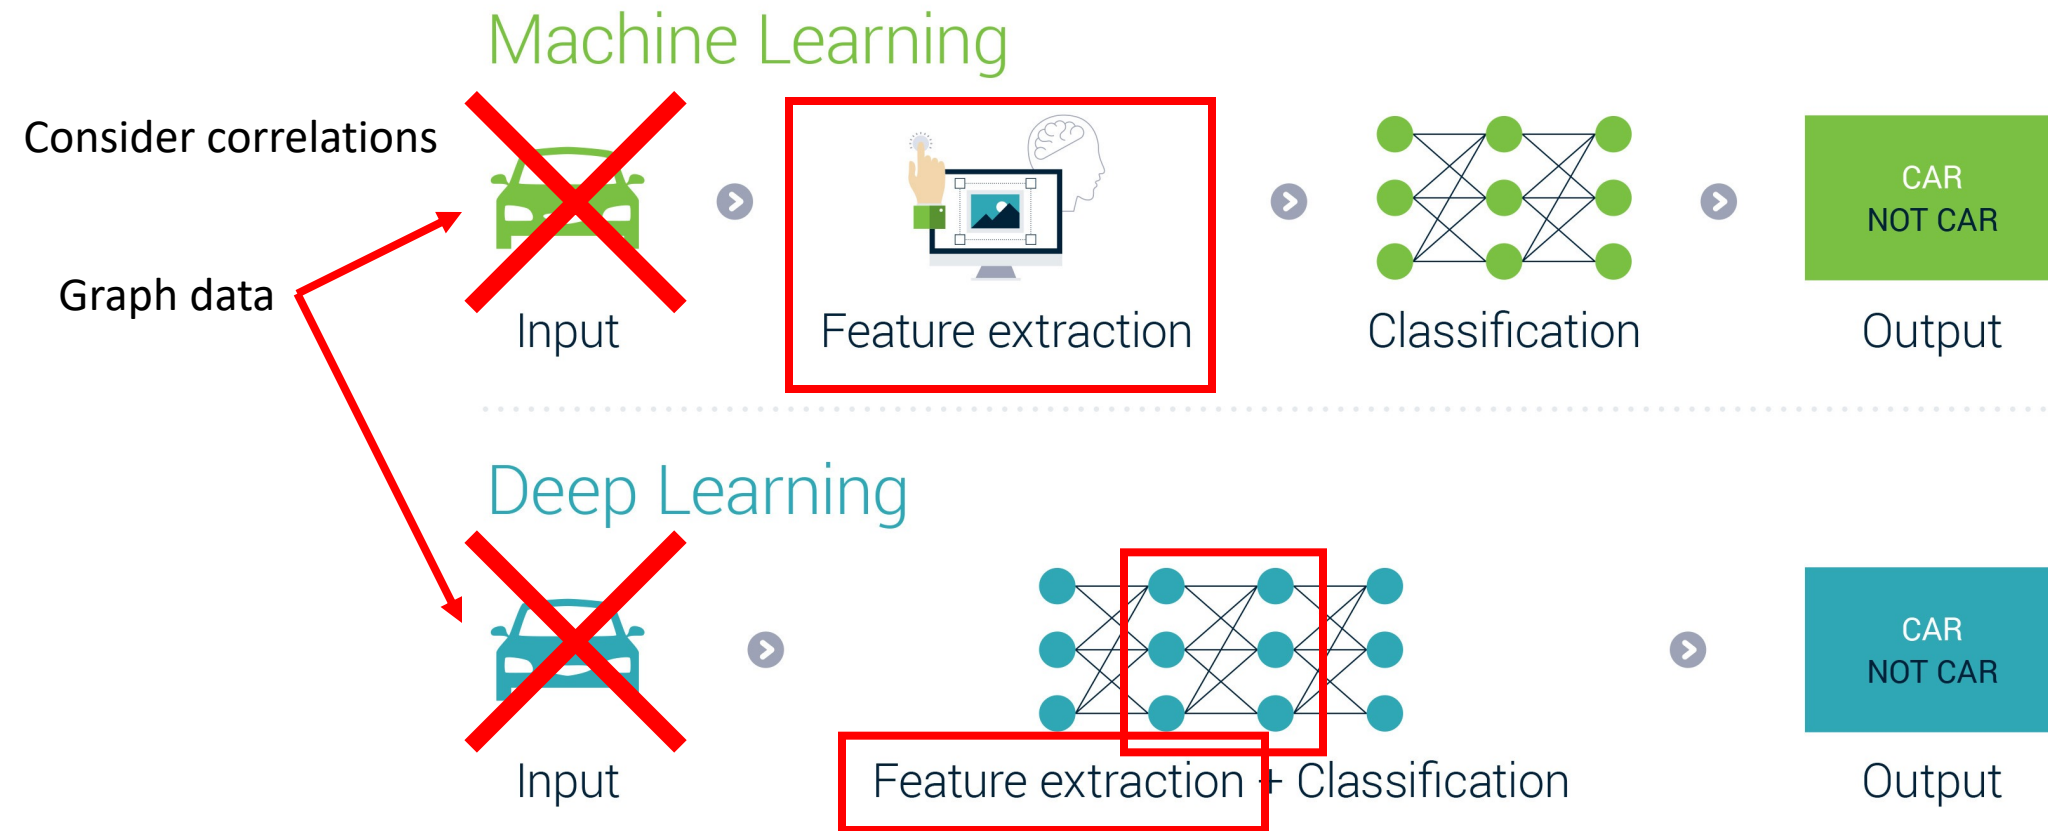 Machine Learning
Consider correlations
Graph data
CAR
NOT CAR
Input
Feature extraction
Classification
Output
Deep Learning
CAR
NOT CAR
Input
Feature extraction + Classification
Output